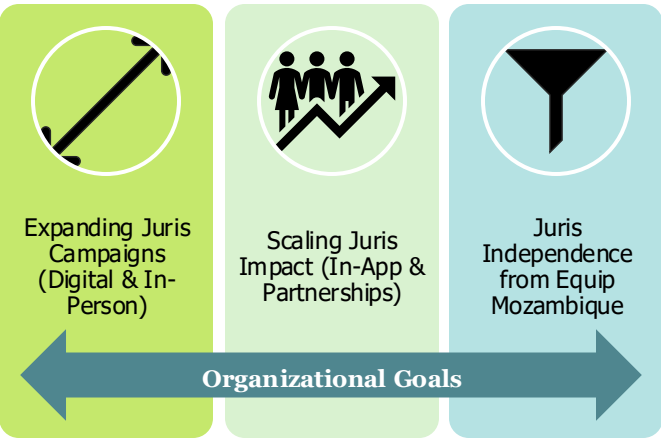 Expanding Juris
Campaigns
(Digital & In-
Person)
Scaling Juris
Impact (In-App &
Partnerships)
Juris
Independence
from Equip
Mozambique
Organizational Goals